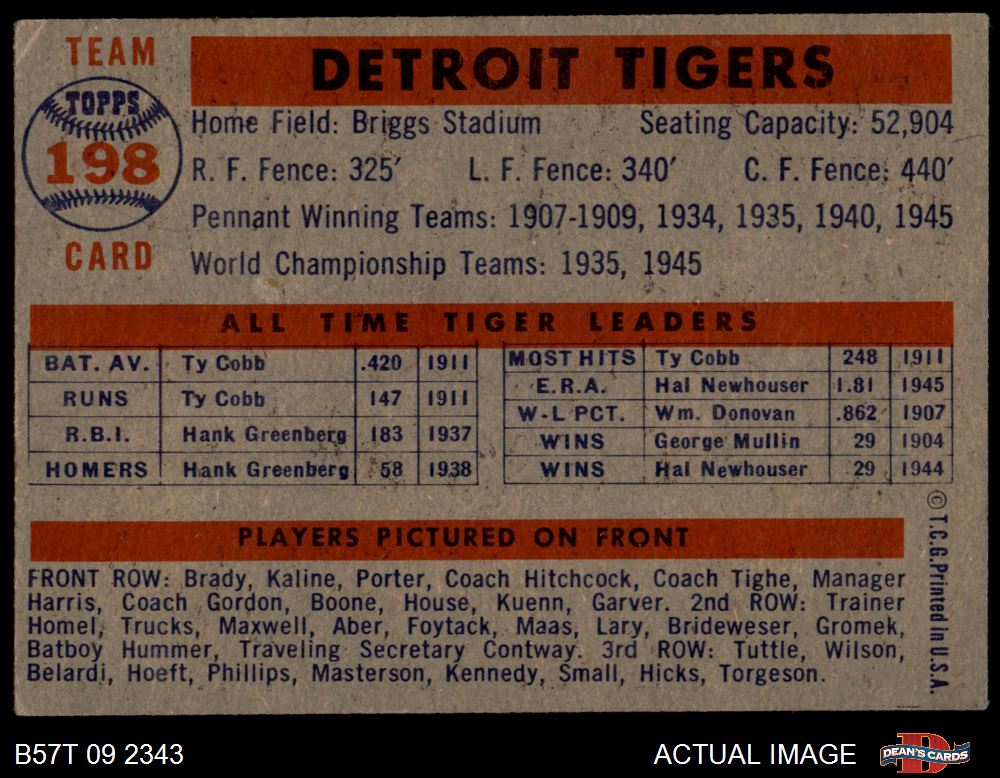 TEAM
DETROIT TIGERS
TOPPS
198
CARD
Home Field: Briggs Stadium Seating Capacity: 52,904
R. F. Fence: 325′ L. F. Fence: 340′ C. F. Fence: 440′
Pennant Winning Teams: 1907-1909, 1934, 1935, 1940, 1945
World Championship Teams: 1935, 1945
ALL TIME TIGER LEADERS
BAT. AV. Ty Cobb .420 1911
RUNS Ty Cobb 147 1911
R.B.I. Hank Greenberg 183 1937
HOMERS Hank Greenberg 58 1938
MOST HITS Ty Cobb 248 1911
E.R.A. Hal Newhouser 1.81 1945
W-L PCT. Wm. Donovan .862 1907
WINS George Mullin 29 1904
WINS Hal Newhouser 29 1944
PLAYERS PICTURED ON FRONT
FRONT ROW: Brady, Kaline, Porter, Coach Hitchcock, Coach Tighe, Manager
Harris, Coach Gordon, Boone, House, Kuenn, Garver. 2nd ROW: Trainer
Homel, Trucks, Maxwell, Aber, Foytack, Maas, Lary, Brideweser, Gromek,
Batboy Hummer, Traveling Secretary Contway. 3rd ROW: Tuttle, Wilson,
Belardi, Hoeft, Phillips, Masterson, Kennedy, Small, Hicks, Torgeson.
© T.C.G. Printed In U.S.A.
B57T 09 2343 ACTUAL IMAGE
DEAN'S CARDS